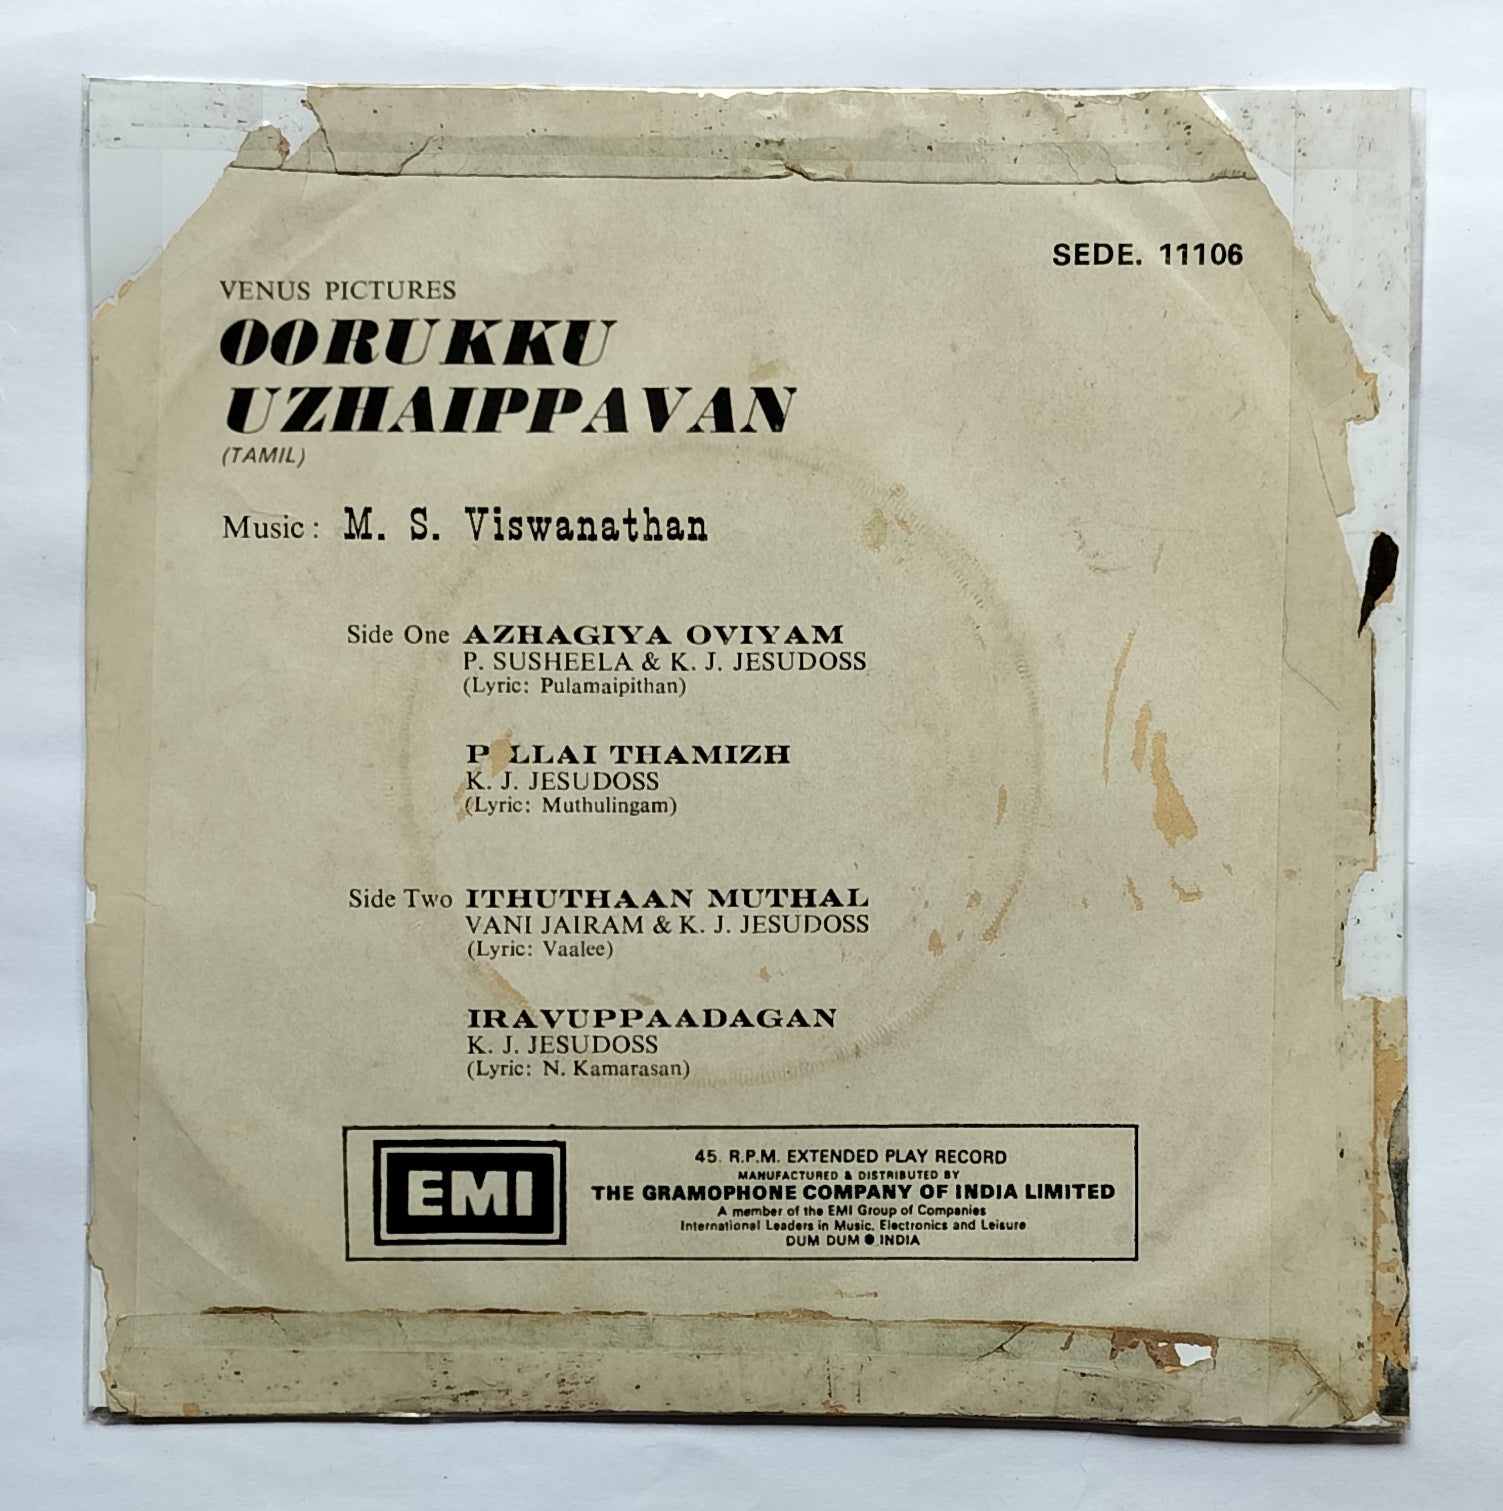 SEDE. 11106
VENUS PICTURES
OORUKKU
UZHAIPPAVAN
(TAMIL)
Music: M. S. Viswanathan
Side One AZHAGIYA OVIYAM
P. SUSHEELA & K. J. JESUDOSS
(Lyric: Pulamaipithan)
PILLAI THAMIZH
K. J. JESUDOSS
(Lyric: Muthulingam)
Side Two ITHUTHAAN MUTHAL
VANI JAIRAM & K. J. JESUDOSS
(Lyric: Vaalee)
IRAVUPPAADAGAN
K. J. JESUDOSS
(Lyric: N. Kamarasan)
EMI
45. R.P.M. EXTENDED PLAY RECORD
MANUFACTURED & DISTRIBUTED BY
THE GRAMOPHONE COMPANY OF INDIA LIMITED
A member of the EMI Group of Companies
International Leaders in Music, Electronics and Leisure
DUM DUM ● INDIA